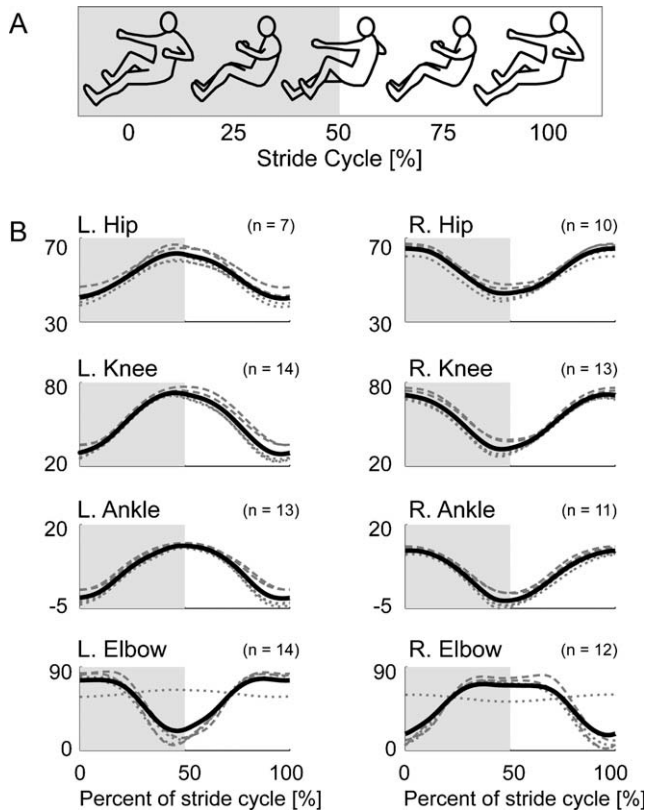 A
0 25 50 75 100
Stride Cycle [%]
B
L. Hip (n = 7)
70
30
R. Hip (n = 10)
70
30
L. Knee (n = 14)
80
20
R. Knee (n = 13)
80
20
L. Ankle (n = 13)
20
-5
R. Ankle (n = 11)
20
-5
L. Elbow (n = 14)
90
0
0 50 100
Percent of stride cycle [%]
R. Elbow (n = 12)
90
0
0 50 100
Percent of stride cycle [%]